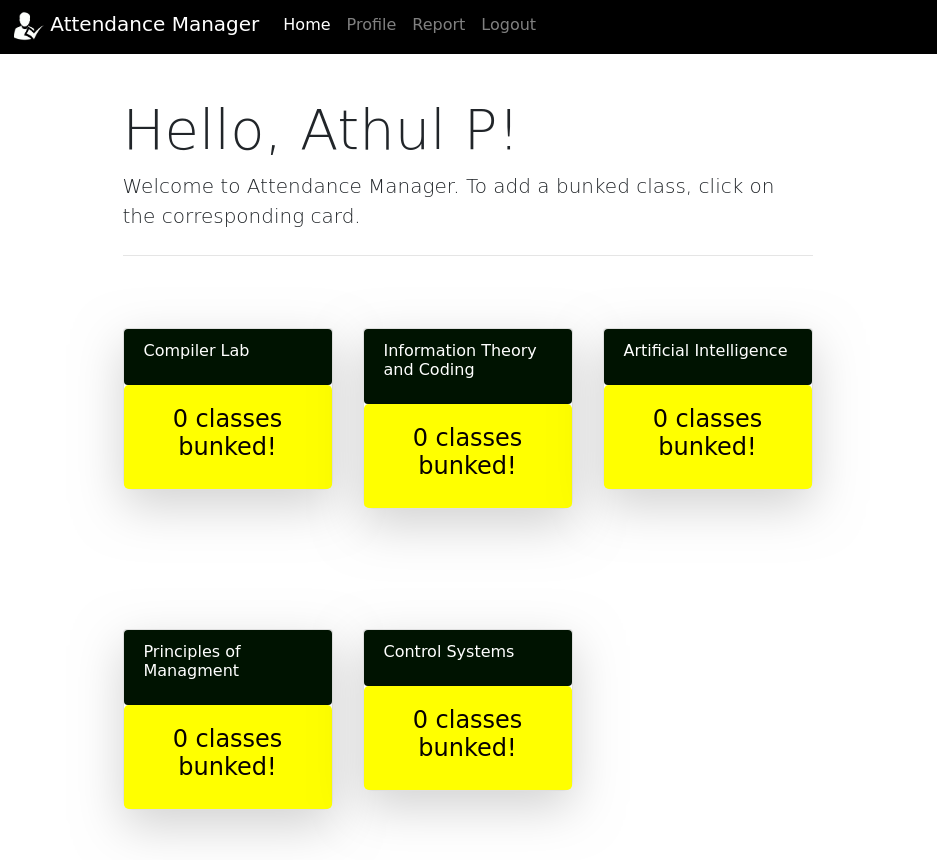 Attendance Manager Home Profile Report Logout
Hello, Athul P!
Welcome to Attendance Manager. To add a bunked class, click on
the corresponding card.
Compiler Lab
0 classes
bunked!
Information Theory
and Coding
0 classes
bunked!
Artificial Intelligence
0 classes
bunked!
Principles of
Managment
0 classes
bunked!
Control Systems
0 classes
bunked!